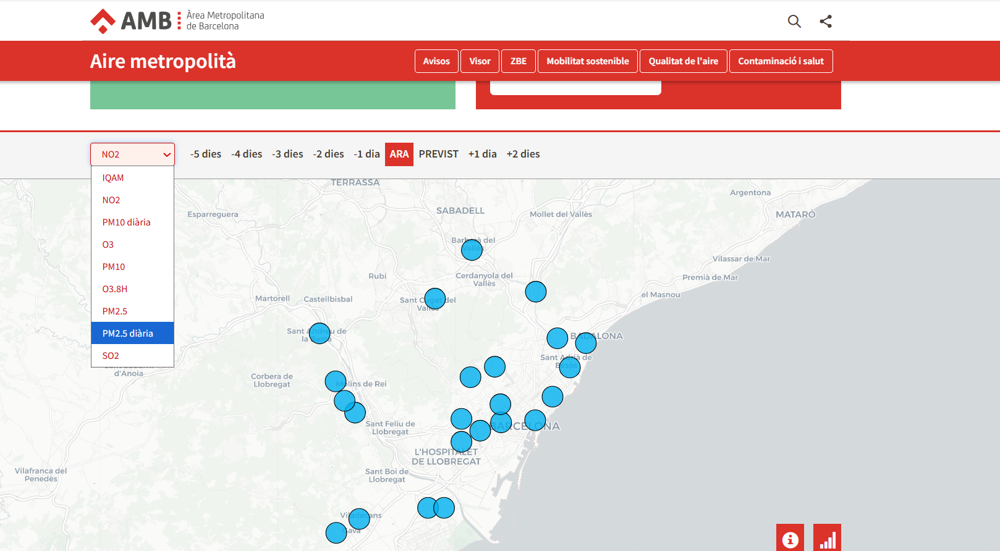 AMB
Àrea Metropolitana
de Barcelona
Aire metropolità
Avisos
Visor
ZBE
Mobilitat sostenible
Qualitat de l'aire
Contaminació i salut
NO2
-5 dies
-4 dies
-3 dies
-2 dies
-1 dia
ARA
PREVIST
+1 dia
+2 dies
IQAM
NO2
PM10 diària
O3
PM10
O3.8H
PM2.5
PM2.5 diària
SO2
TERRASSA
Argentona
SABADELL
Esparreguera
Mollet del Vallès
MATARÓ
Barberà del
Vallès
Vilassar de Mar
Rubí
Cerdanyola del
Vallès
Premià de Mar
el Masnou
Martorell
Castellbisbal
Sant Cugat del
Vallès
Sant Andreu de
la Barca
BADALONA
Sant Adrià de
Besòs
d'Anoia
Corbera de
Llobregat
Molins de Rei
Sant Feliu de
Llobregat
BARCELONA
L'HOSPITALET
DE LLOBREGAT
Vilafranca del
Penedès
Sant Boi de
Llobregat
Viladecans
Gavà